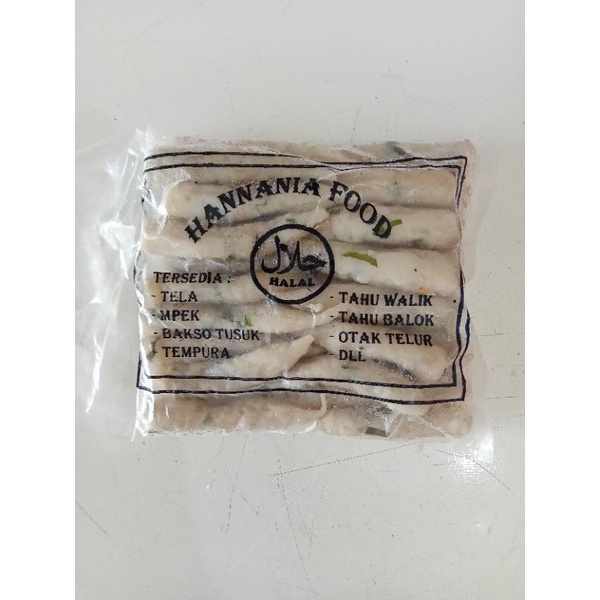 HANNANIA FOOD
حلال
HALAL
TERSEDIA :
- TELA
- MPEK
- BAKSO TUSUK
- TEMPURA
- TAHU WALIK
- TAHU BALOK
- OTAK TELUR
- DLL